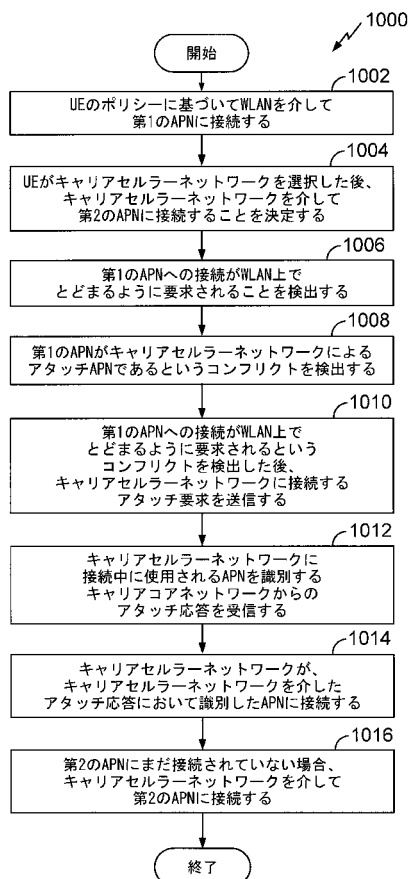 1000
開始
1002
UEのポリシーに基づいてWLANを介して
第1のAPNに接続する
1004
UEがキャリアセルラーネットワークを選択した後、
キャリアセルラーネットワークを介して
第2のAPNに接続することを決定する
1006
第1のAPNへの接続がWLAN上で
とどまるように要求されることを検出する
1008
第1のAPNがキャリアセルラーネットワークによる
アタッチAPNであるというコンフリクトを検出する
1010
第1のAPNへの接続がWLAN上で
とどまるように要求されるという
コンフリクトを検出した後、
キャリアセルラーネットワークに接続する
アタッチ要求を送信する
1012
キャリアセルラーネットワークに
接続中に使用されるAPNを識別する
キャリアコアネットワークからの
アタッチ応答を受信する
1014
キャリアセルラーネットワークが、
キャリアセルラーネットワークを介した
アタッチ応答において識別したAPNに接続する
1016
第2のAPNにまだ接続されていない場合、
キャリアセルラーネットワークを介して
第2のAPNに接続する
終了